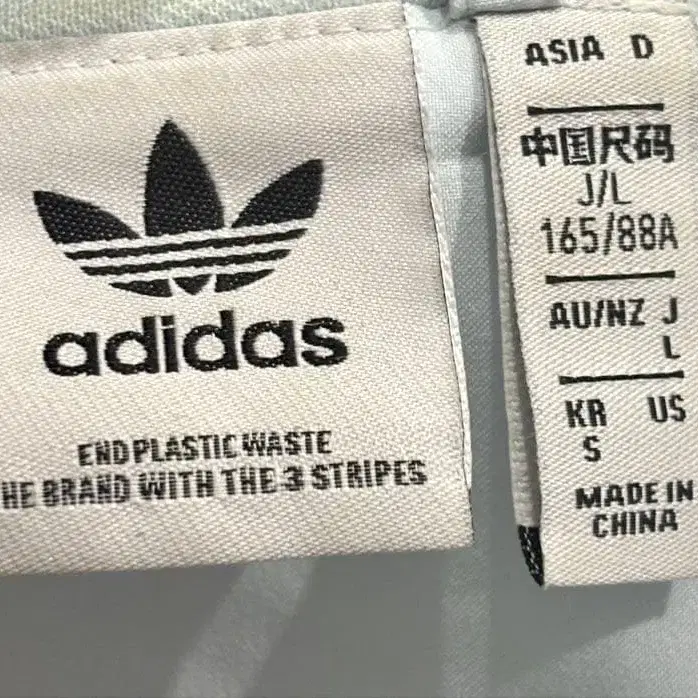 adidas
END PLASTIC WASTE
HE BRAND WITH THE 3 STRIPES
ASIA D
中国尺码
J/L
165/88A
AU/NZ J
L
KR US
S
MADE IN
CHINA